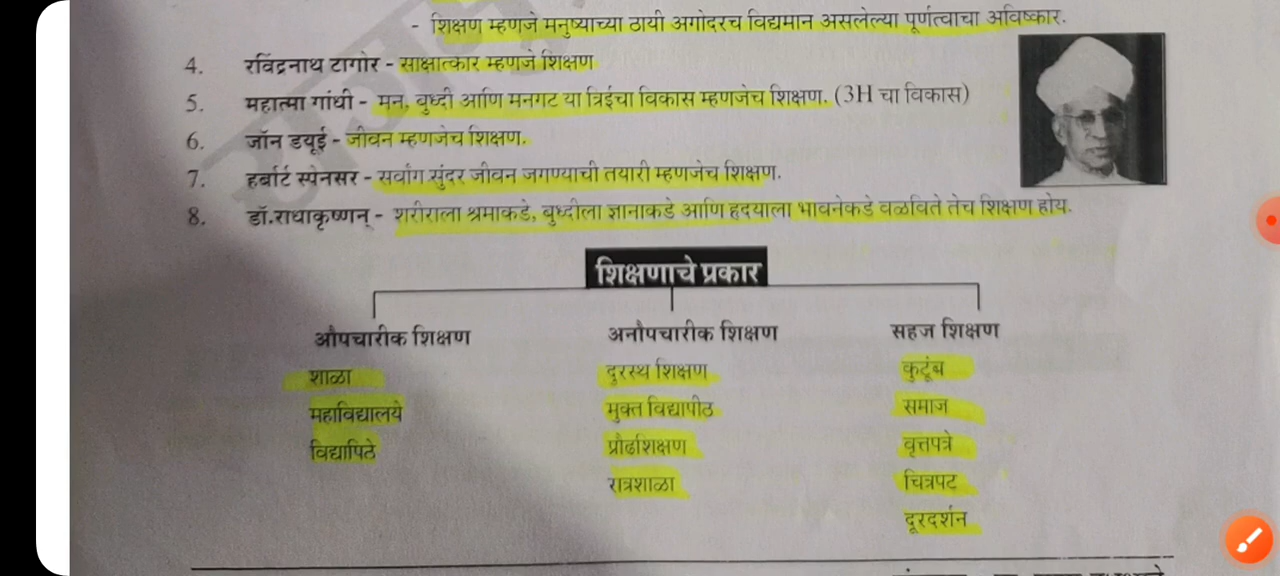 - शिक्षण म्हणजे मनुष्याच्या ठायी अगोदरच विद्यमान असलेल्या पूर्णत्वाचा अविष्कार.
4. रविंद्रनाथ टागोर - साक्षात्कार म्हणजे शिक्षण
5. महात्मा गांधी - मन, बुध्दी आणि मनगट या त्रिईचा विकास म्हणजेच शिक्षण. (3H चा विकास)
6. जॉन डयूई - जीवन म्हणजेच शिक्षण.
7. हर्बार्ट स्पेनसर - सर्वांग सुंदर जीवन जगण्याची तयारी म्हणजेच शिक्षण.
8. डॉ.राधाकृष्णन् - शरीराला श्रमाकडे, बुध्दीला ज्ञानाकडे आणि हृदयाला भावनेकडे वळविते तेच शिक्षण होय.
शिक्षणाचे प्रकार
औपचारीक शिक्षण अनौपचारीक शिक्षण सहज शिक्षण
शाळा दुरस्थ शिक्षण कुटूंब
महाविद्यालये मुक्त विद्यापीठ समाज
विद्यापिठे प्रौढशिक्षण वृत्तपत्रे
रात्रशाळा चित्रपट
दूरदर्शन